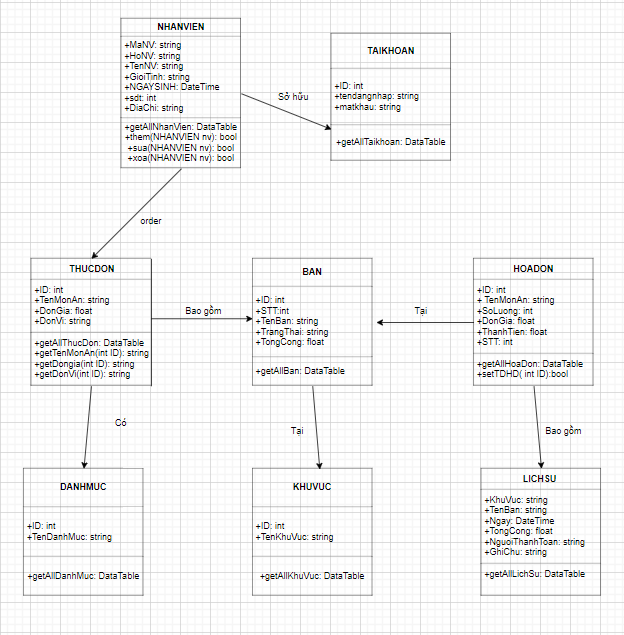 NHANVIEN
+MaNV: string
+HoNV: string
+TenNV: string
+GioiTinh: string
+NGAYSINH: DateTime
+sdt: int
+DiaChi: string
+getAllNhanVien: DataTable
+them(NHANVIEN nv): bool
+sua(NHANVIEN nv): bool
+xoa(NHANVIEN nv): bool
Sở hữu
TAIKHOAN
+ID: int
+tendangnhap: string
+matkhau: string
+getAllTaikhoan: DataTable
order
THUCDON
+ID: int
+TenMonAn: string
+DonGia: float
+DonVi: string
+getAllThucDon: DataTable
+getTenMonAn(int ID): string
+getDongia(int ID): string
+getDonVi(int ID): string
Bao gồm
BAN
+ID: int
+STT:int
+TenBan: string
+TrangThai: string
+TongCong: float
+getAllBan: DataTable
Tại
HOADON
+ID: int
+ TenMonAn: string
+SoLuong: int
+DonGia: float
+ThanhTien: float
+STT: int
+getAllHoaDon: DataTable
+setTDHD( int ID):bool
Có
Tại
Bao gồm
DANHMUC
+ID: int
+TenDanhMuc: string
+getAllDanhMuc: DataTable
KHUVUC
+ID: int
+TenKhuVuc: string
+getAllKhuVuc: DataTable
LICHSU
+KhuVuc: string
+TenBan: string
+Ngay: DateTime
+TongCong: float
+NguoiThanhToan: string
+GhiChu: string
+getAllLichSu: DataTable